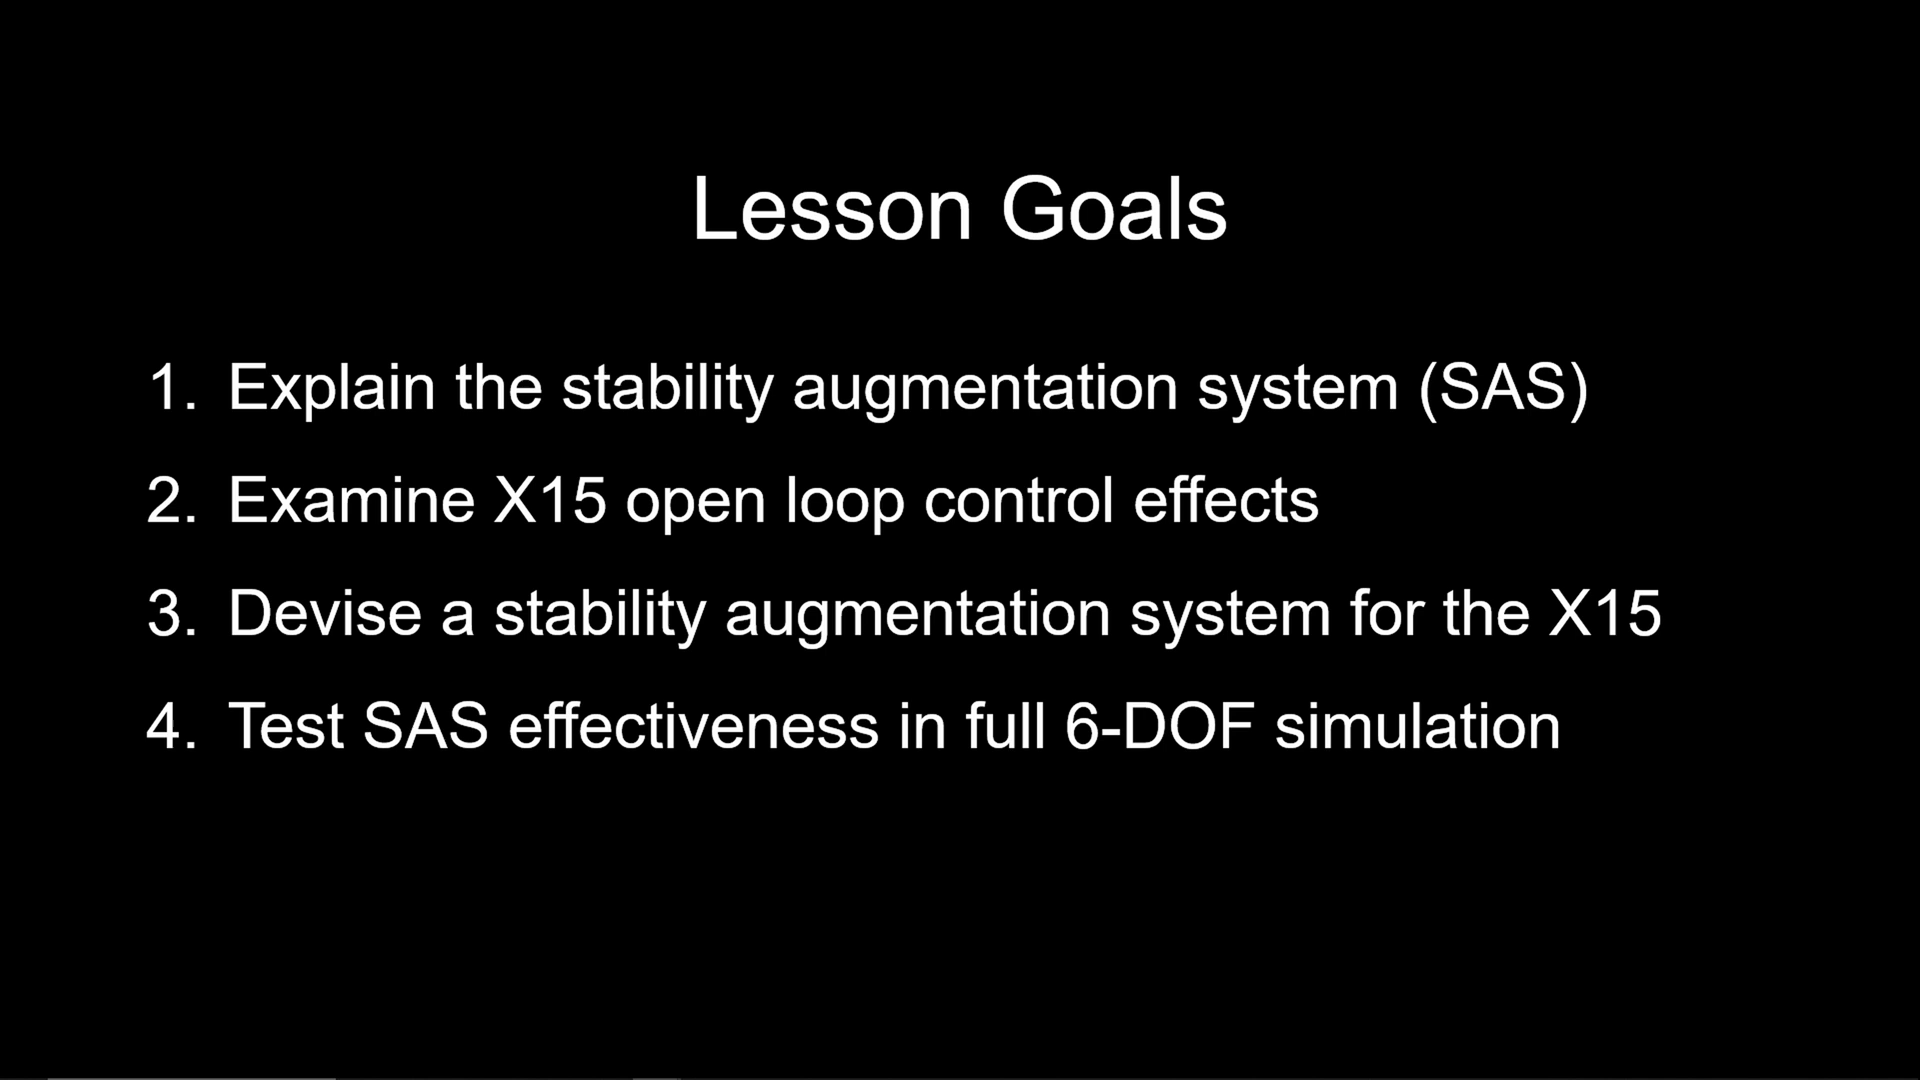 Lesson Goals
1. Explain the stability augmentation system (SAS)
2. Examine X15 open loop control effects
3. Devise a stability augmentation system for the X15
4. Test SAS effectiveness in full 6-DOF simulation